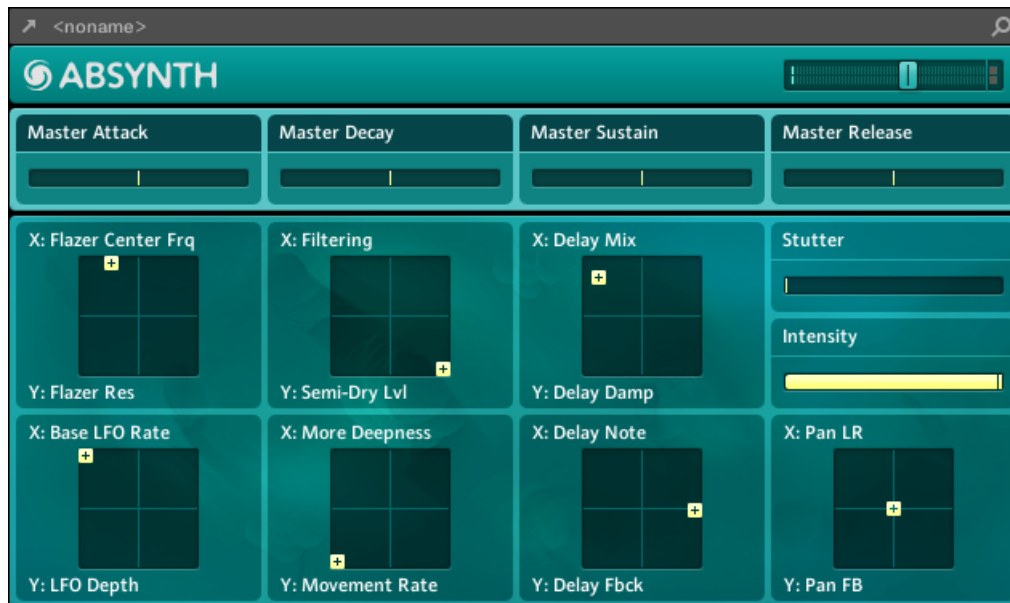 <noname>
ABSYNTH
Master Attack
Master Decay
Master Sustain
Master Release
X: Flazer Center Frq
Y: Flazer Res
X: Filtering
Y: Semi-Dry Lvl
X: Delay Mix
Y: Delay Damp
Stutter
Intensity
X: Base LFO Rate
Y: LFO Depth
X: More Deepness
Y: Movement Rate
X: Delay Note
Y: Delay Fbck
X: Pan LR
Y: Pan FB